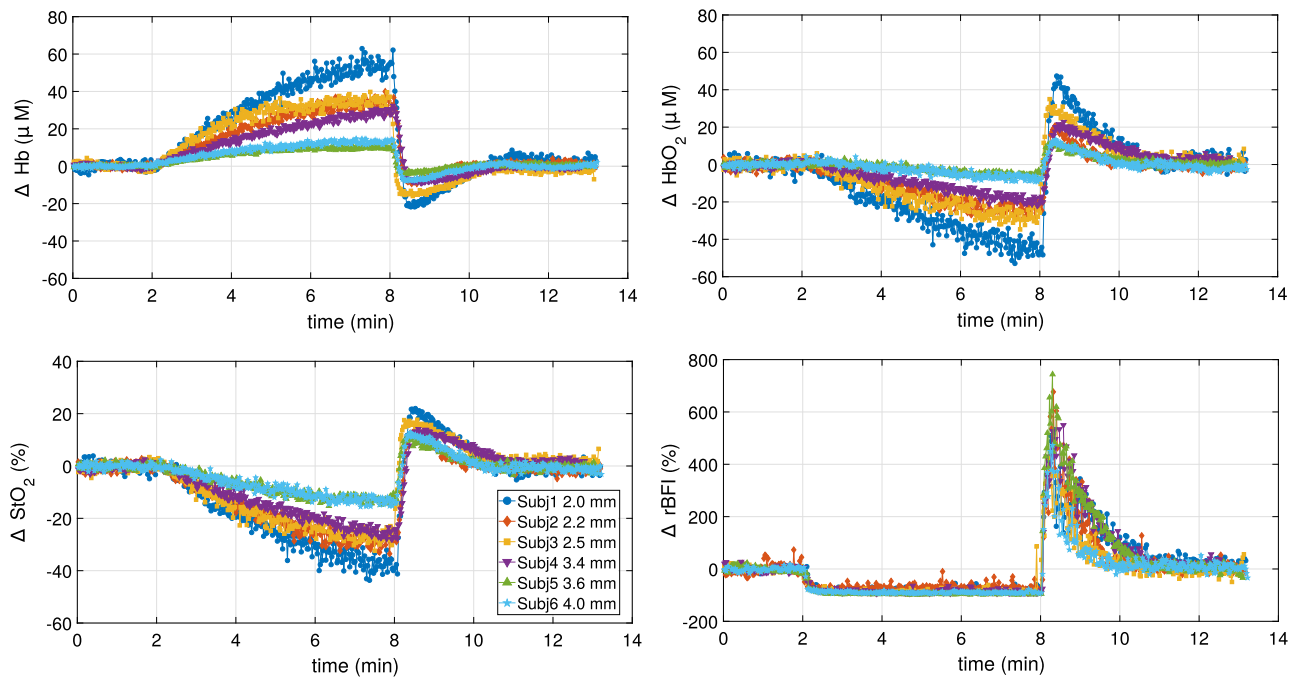 80
60
40
20
0
-20
-40
-60
Δ Hb (μ M)
0 2 4 6 8 10 12 14
time (min)
80
60
40
20
0
-20
-40
-60
Δ HbO2 (μ M)
0 2 4 6 8 10 12 14
time (min)
40
20
0
-20
-40
-60
Δ StO2 (%)
Subj1 2.0 mm
Subj2 2.2 mm
Subj3 2.5 mm
Subj4 3.4 mm
Subj5 3.6 mm
Subj6 4.0 mm
0 2 4 6 8 10 12 14
time (min)
800
600
400
200
0
-200
Δ rBFI (%)
0 2 4 6 8 10 12 14
time (min)